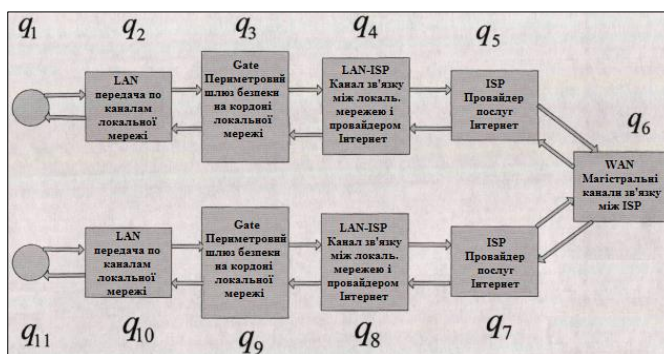 q1 q2 q3 q4 q5
LAN
передача по
каналам
локальної
мережі
Gate
Периметровий
шлюз безпеки
на кордоні
локальної
мережі
LAN-ISP
Канал зв'язку
між локаль.
мережею і
провайдером
Інтернет
ISP
Провайдер
послуг
Інтернет
q6
WAN
Магістральні
канали зв'язку
між ISP
LAN
передача по
каналам
локальної
мережі
Gate
Периметровий
шлюз безпеки
на кордоні
локальної
мережі
LAN-ISP
Канал зв'язку
між локаль.
мережею і
провайдером
Інтернет
ISP
Провайдер
послуг
Інтернет
q11 q10 q9 q8 q7